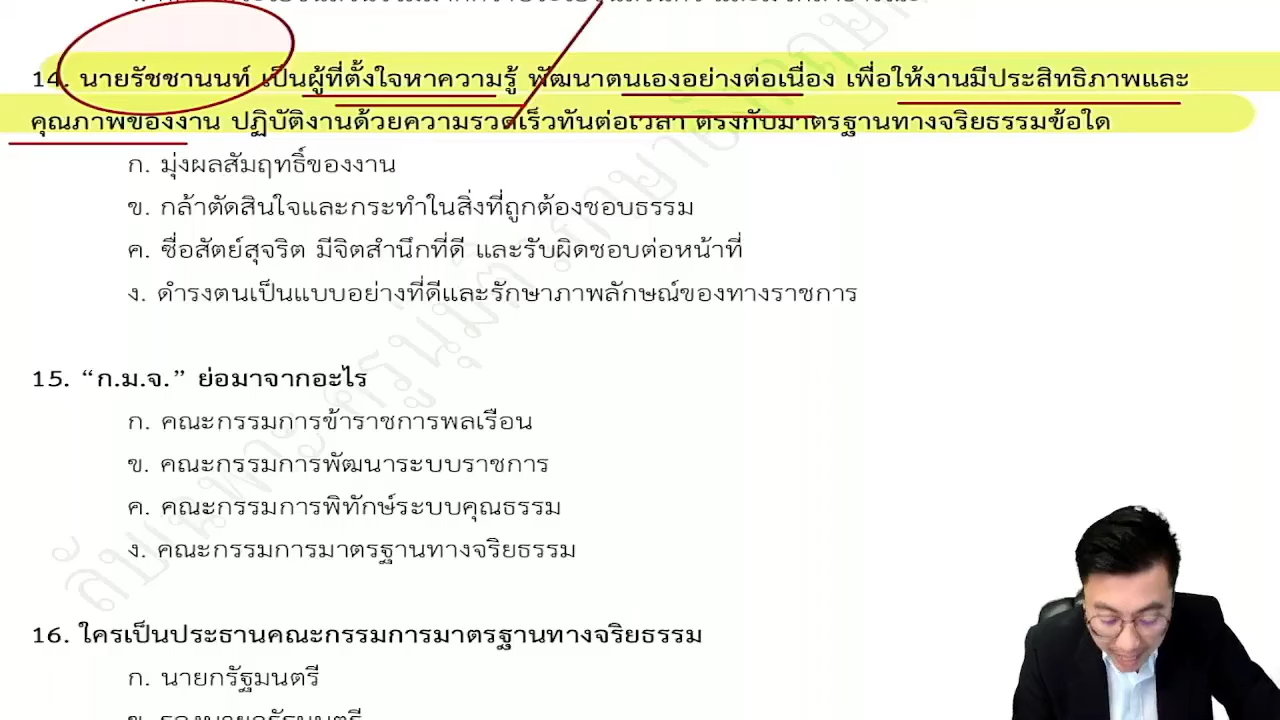 14. นายรัชชานนท์ เป็นผู้ที่ตั้งใจหาความรู้ พัฒนาตนเองอย่างต่อเนื่อง เพื่อให้งานมีประสิทธิภาพและ
คุณภาพของงาน ปฏิบัติงานด้วยความรวดเร็วทันต่อเวลา ตรงกับมาตรฐานทางจริยธรรมข้อใด
ก. มุ่งผลสัมฤทธิ์ของงาน
ข. กล้าตัดสินใจและกระทำในสิ่งที่ถูกต้องชอบธรรม
ค. ซื่อสัตย์สุจริต มีจิตสำนึกที่ดี และรับผิดชอบต่อหน้าที่
ง. ดำรงตนเป็นแบบอย่างที่ดีและรักษาภาพลักษณ์ของทางราชการ
15. “ก.ม.จ.” ย่อมาจากอะไร
ก. คณะกรรมการข้าราชการพลเรือน
ข. คณะกรรมการพัฒนาระบบราชการ
ค. คณะกรรมการพิทักษ์ระบบคุณธรรม
ง. คณะกรรมการมาตรฐานทางจริยธรรม
16. ใครเป็นประธานคณะกรรมการมาตรฐานทางจริยธรรม
ก. นายกรัฐมนตรี
ข. รองนายกรัฐมนตรี